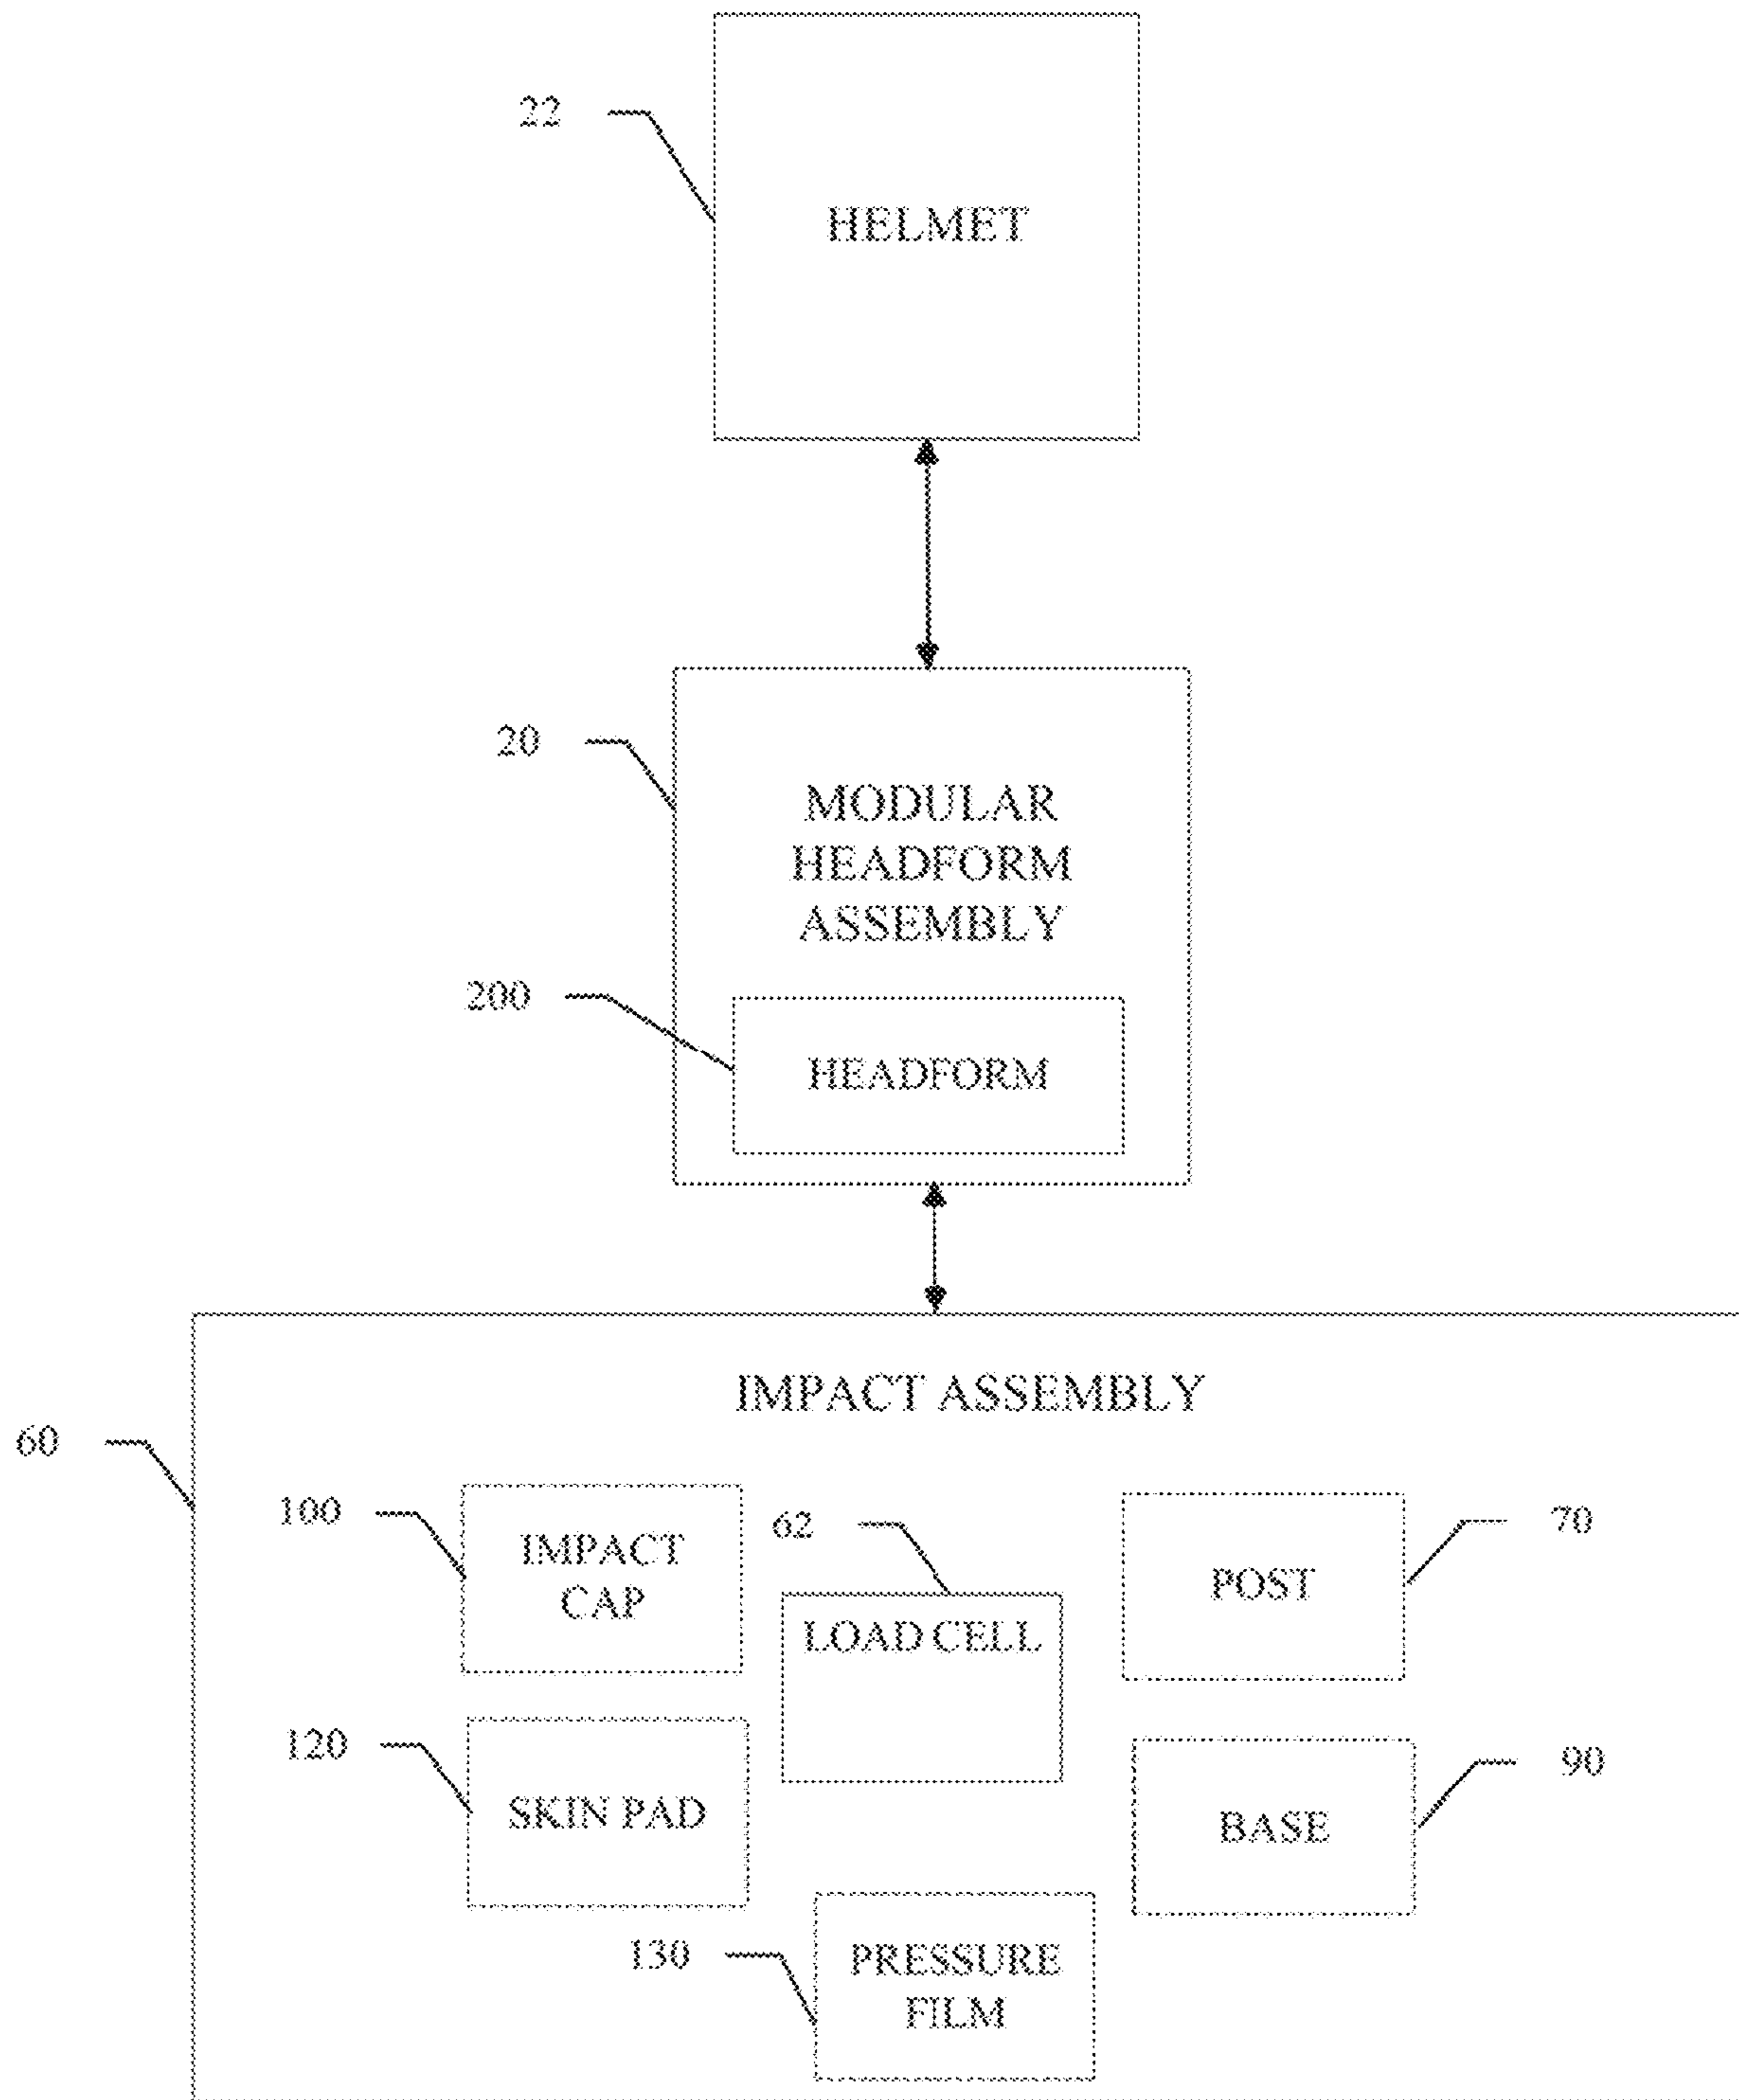 22
HELMET
20
MODULAR
HEADFORM
ASSEMBLY
200
HEADFORM
IMPACT ASSEMBLY
60
100
IMPACT
CAP
62
LOAD CELL
70
POST
120
SKIN PAD
90
BASE
130
PRESSURE
FILM